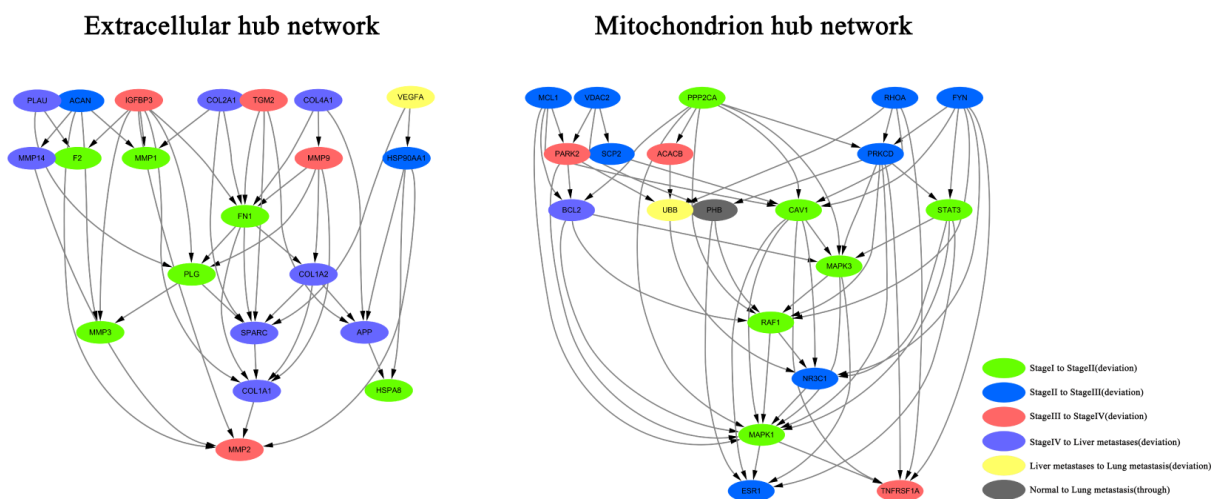 Extracellular hub network
Mitochondrion hub network
PLAU ACAN IGFBP3 COL2A1 TGM2 COL4A1 VEGFA
MMP14 F2 MMP1 MMP9 HSP90AA1
FN1
PLG COL1A2
MMP3 SPARC APP
COL1A1 HSPA8
MMP2
MCL1 VDAC2 PPP2CA RHOA FYN
PARK2 SCP2 ACACB PRKCD
BCL2 UBB PHB CAV1 STAT3
MAPK3
RAF1
NR3C1
MAPK1
ESR1 TNFRSF1A
StageI to StageII(deviation)
StageII to StageIII(deviation)
StageIII to StageIV(deviation)
StageIV to Liver metastases(deviation)
Liver metastases to Lung metastasis(deviation)
Normal to Lung metastasis(through)